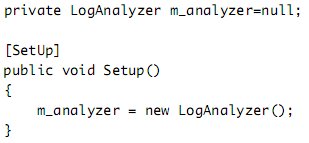 private LogAnalyzer m_analyzer=null;
[SetUp]
public void Setup()
{
    m_analyzer = new LogAnalyzer();
}